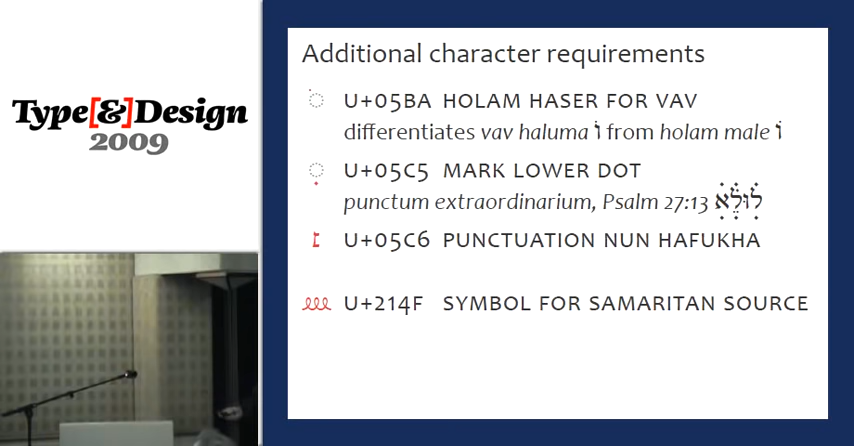 Type[&]Design
2009
Additional character requirements
◌ֺ U+05BA HOLAM HASER FOR VAV
differentiates vav haluma וֺ from holam male וֹ
◌ׅ U+05C5 MARK LOWER DOT
punctum extraordinarium, Psalm 27:13 לׅׄוּׅׄלֵׅׄאׅׄ
׆ U+05C6 PUNCTUATION NUN HAFUKHA
⅏ U+214F SYMBOL FOR SAMARITAN SOURCE